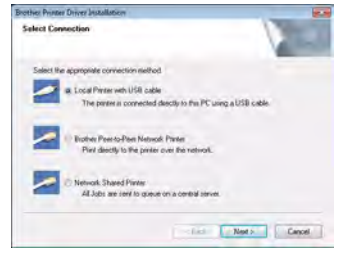 Brother Printer Driver Installation
Select Connection
Select the appropriate connection method
Local Printer with USB cable
The printer is connected directly to the PC using a USB cable.
Brother Peer-to-Peer Network Printer
Print directly to the printer over the network.
Network Shared Printer
All Jobs are sent to queue on a central server.
< Back Next > Cancel